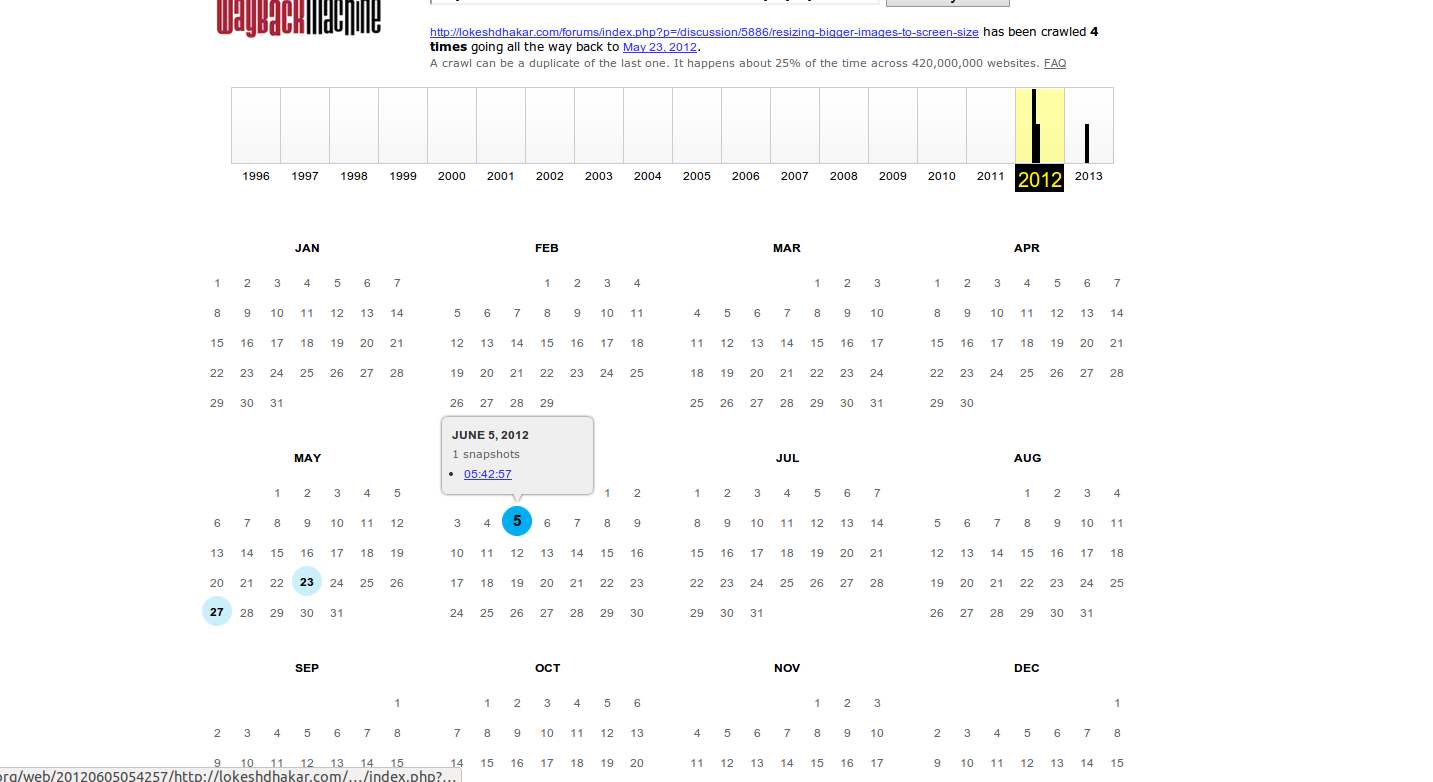 WayBackMachine
http://lokeshdhakar.com/forums/index.php?p=/discussion/5886/resizing-bigger-images-to-screen-size has been crawled 4
times going all the way back to May 23, 2012.
A crawl can be a duplicate of the last one. It happens about 25% of the time across 420,000,000 websites. FAQ
1996 1997 1998 1999 2000 2001 2002 2003 2004 2005 2006 2007 2008 2009 2010 2011 2012 2013
JAN FEB MAR APR
1 2 3 4 5 6 7 1 2 3 4 1 2 3 1 2 3 4 5 6 7
8 9 10 11 12 13 14 5 6 7 8 9 10 11 4 5 6 7 8 9 10 8 9 10 11 12 13 14
15 16 17 18 19 20 21 12 13 14 15 16 17 18 11 12 13 14 15 16 17 15 16 17 18 19 20 21
22 23 24 25 26 27 28 19 20 21 22 23 24 25 18 19 20 21 22 23 24 22 23 24 25 26 27 28
29 30 31 26 27 28 29 25 26 27 28 29 30 31 29 30
JUNE 5, 2012
1 snapshots
• 05:42:57
MAY JUL AUG
1 2 3 4 5 1 2 1 2 3 4 5 6 7 1 2 3 4
6 7 8 9 10 11 12 3 4 5 6 7 8 9 8 9 10 11 12 13 14 5 6 7 8 9 10 11
13 14 15 16 17 18 19 10 11 12 13 14 15 16 15 16 17 18 19 20 21 12 13 14 15 16 17 18
20 21 22 23 24 25 26 17 18 19 20 21 22 23 22 23 24 25 26 27 28 19 20 21 22 23 24 25
27 28 29 30 31 24 25 26 27 28 29 30 29 30 31 26 27 28 29 30 31
SEP OCT NOV DEC
1 1 2 3 4 5 6 1 2 3 1
2 3 4 5 6 7 8 7 8 9 10 11 12 13 4 5 6 7 8 9 10 2 3 4 5 6 7 8
9 10 11 12 13 14 15 14 15 16 17 18 19 20 11 12 13 14 15 16 17 9 10 11 12 13 14 15
org/web/20120605054257/http://lokeshdhakar.com/…/index.php?…